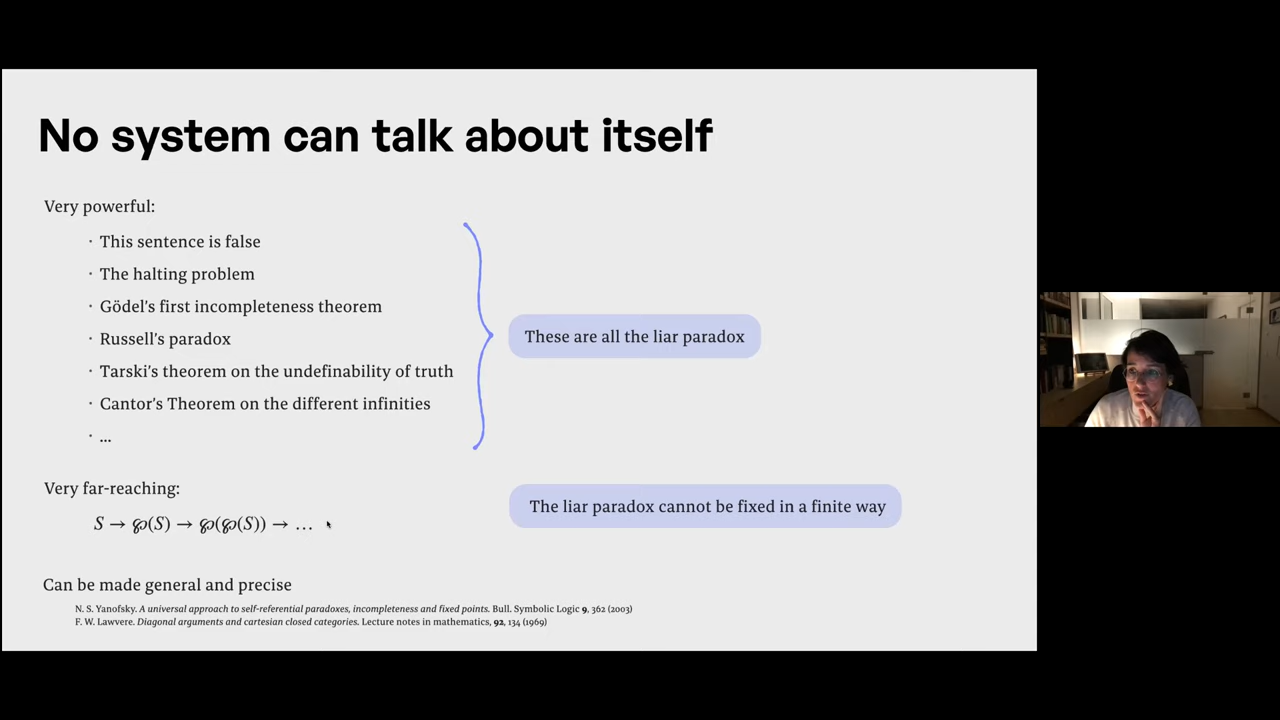 No system can talk about itself
Very powerful:
· This sentence is false
· The halting problem
· Gödel's first incompleteness theorem
· Russell's paradox
· Tarski's theorem on the undefinability of truth
· Cantor's Theorem on the different infinities
· ...
These are all the liar paradox
Very far-reaching:
S → ℘(S) → ℘(℘(S)) → …
The liar paradox cannot be fixed in a finite way
Can be made general and precise
N. S. Yanofsky. A universal approach to self-referential paradoxes, incompleteness and fixed points. Bull. Symbolic Logic 9, 362 (2003)
F. W. Lawvere. Diagonal arguments and cartesian closed categories. Lecture notes in mathematics, 92, 134 (1969)